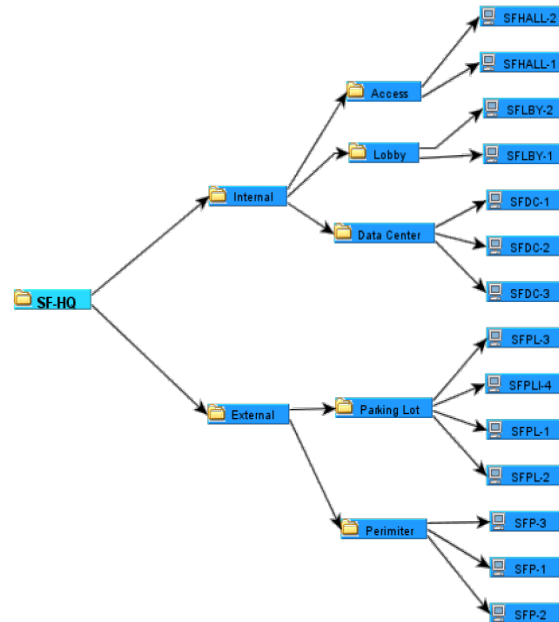 SFHALL-2
SFHALL-1
Access
SFLBY-2
Lobby
SFLBY-1
Internal
SFDC-1
Data Center
SFDC-2
SFDC-3
SF-HQ
SFPL-3
SFPLI-4
Parking Lot
External
SFPL-1
SFPL-2
SFP-3
Perimiter
SFP-1
SFP-2